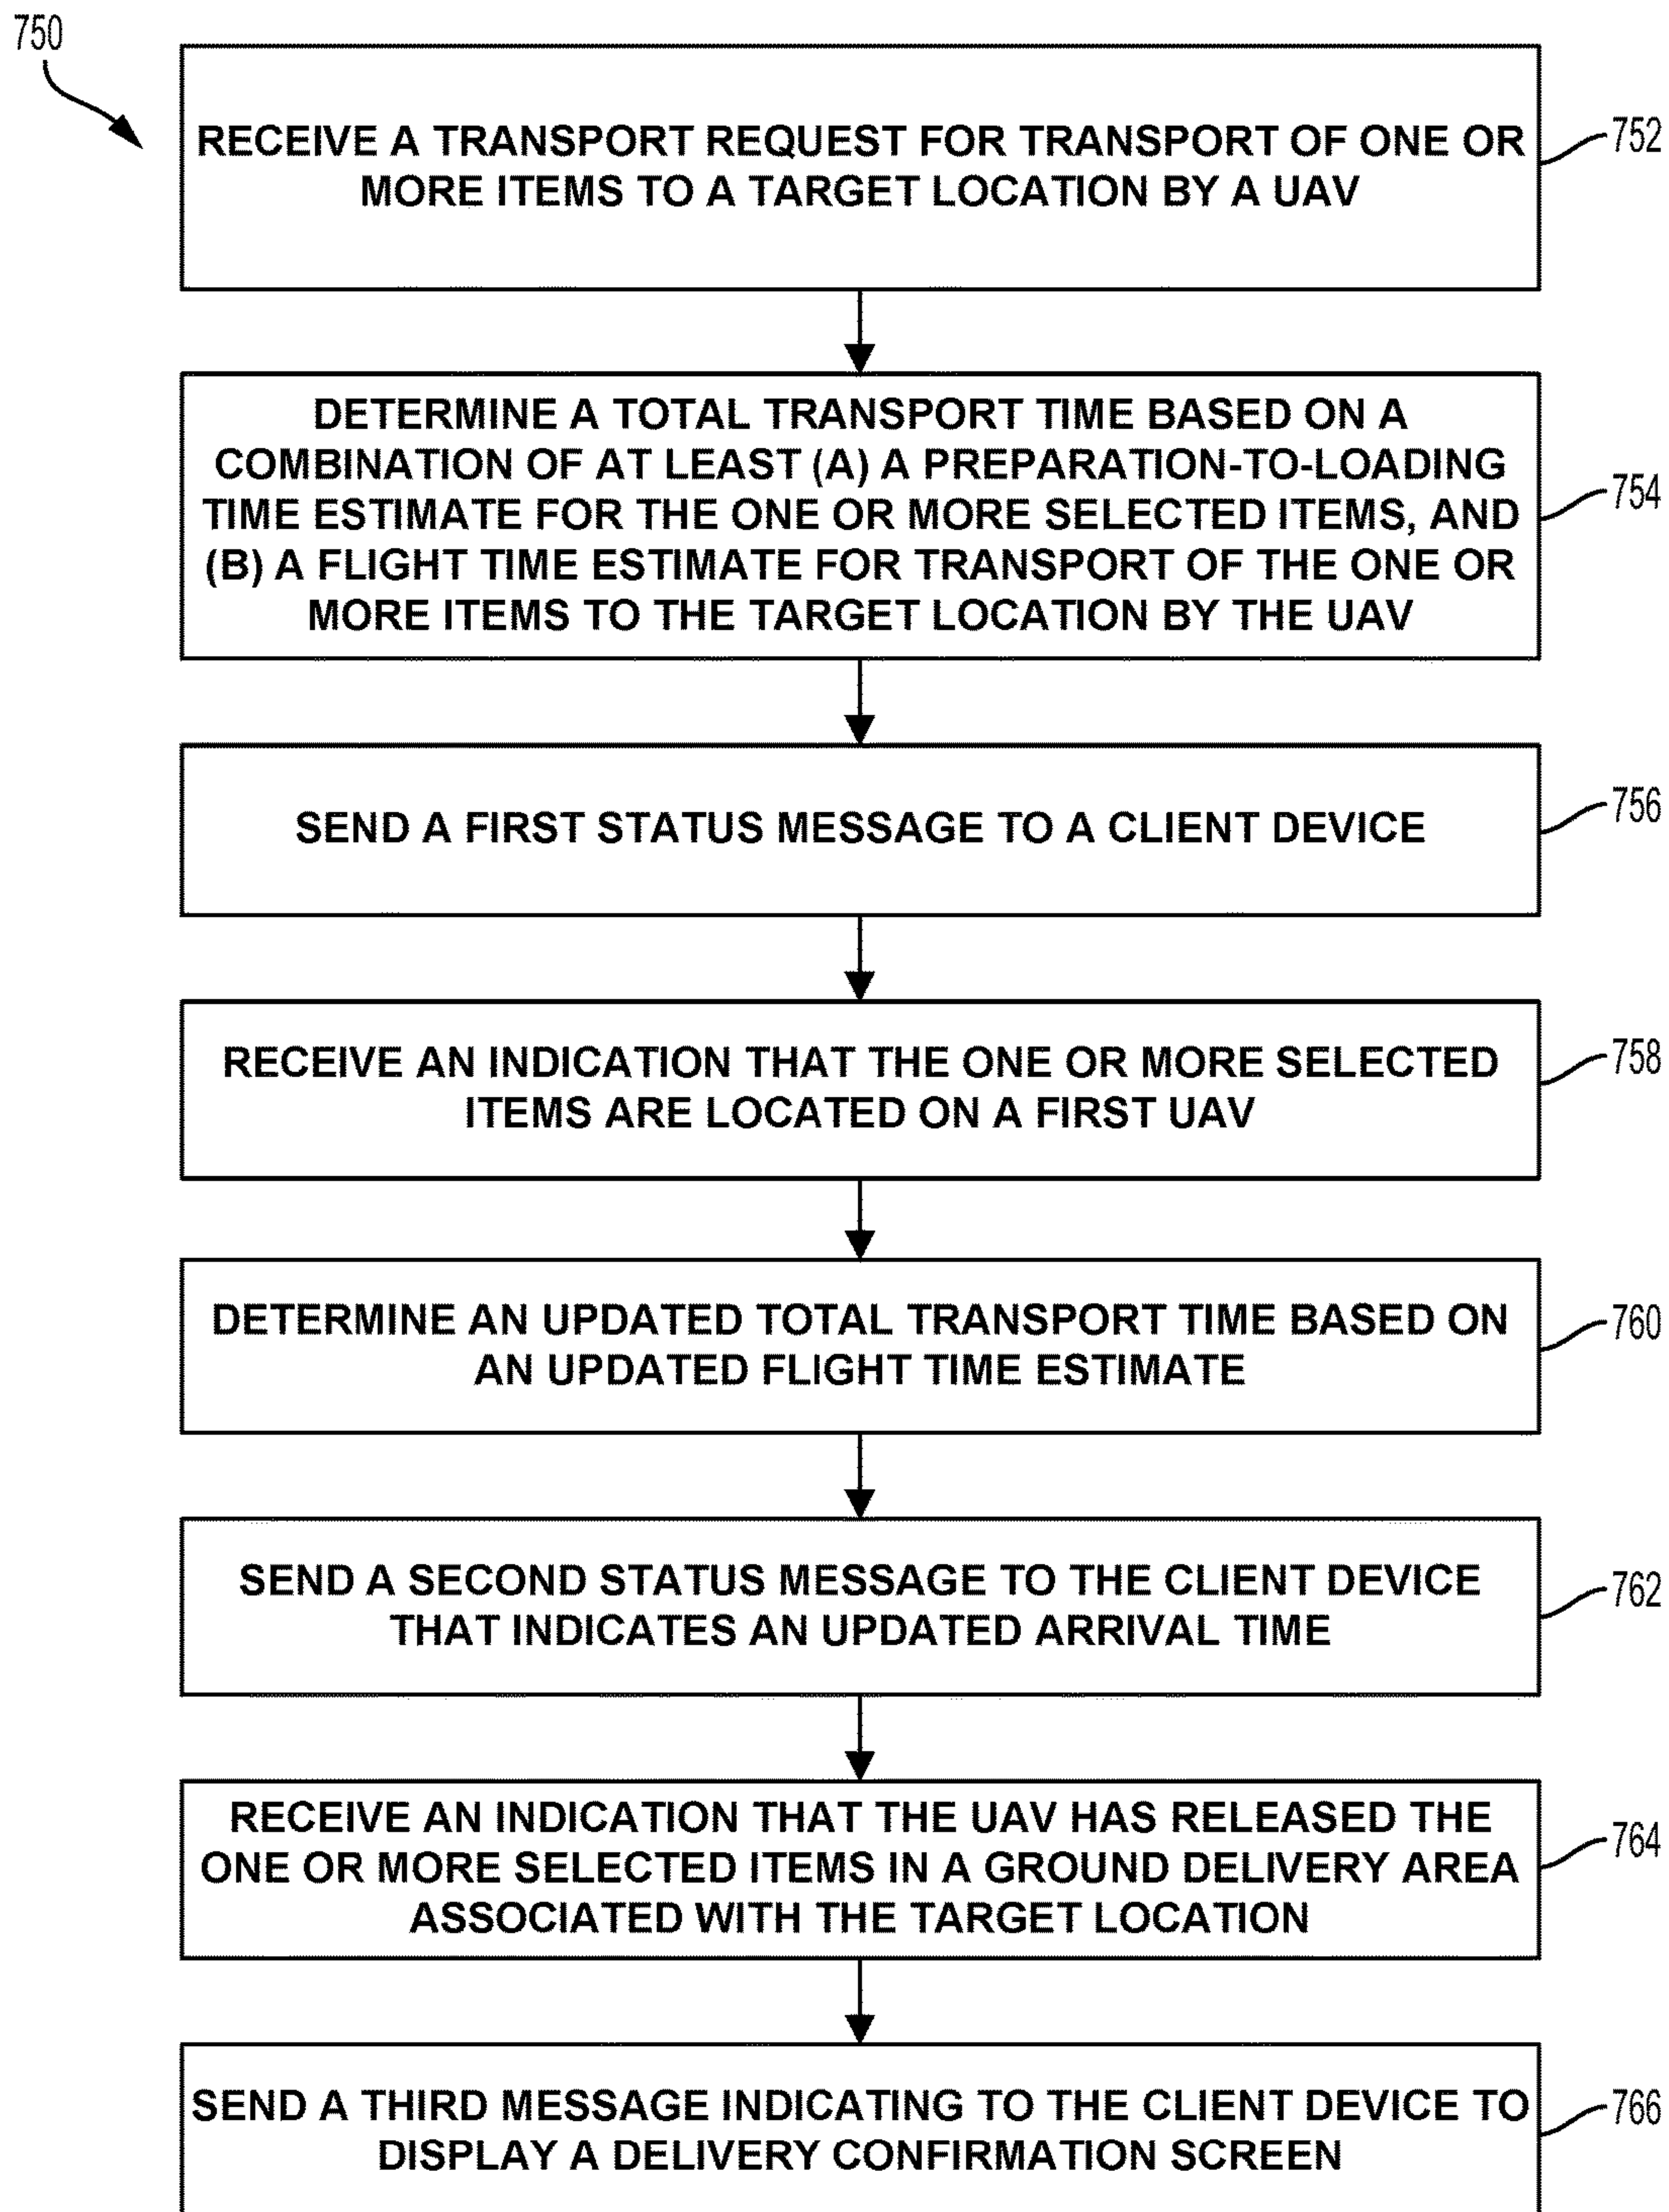 750
RECEIVE A TRANSPORT REQUEST FOR TRANSPORT OF ONE OR
MORE ITEMS TO A TARGET LOCATION BY A UAV
752
DETERMINE A TOTAL TRANSPORT TIME BASED ON A
COMBINATION OF AT LEAST (A) A PREPARATION-TO-LOADING
TIME ESTIMATE FOR THE ONE OR MORE SELECTED ITEMS, AND
(B) A FLIGHT TIME ESTIMATE FOR TRANSPORT OF THE ONE OR
MORE ITEMS TO THE TARGET LOCATION BY THE UAV
754
SEND A FIRST STATUS MESSAGE TO A CLIENT DEVICE
756
RECEIVE AN INDICATION THAT THE ONE OR MORE SELECTED
ITEMS ARE LOCATED ON A FIRST UAV
758
DETERMINE AN UPDATED TOTAL TRANSPORT TIME BASED ON
AN UPDATED FLIGHT TIME ESTIMATE
760
SEND A SECOND STATUS MESSAGE TO THE CLIENT DEVICE
THAT INDICATES AN UPDATED ARRIVAL TIME
762
RECEIVE AN INDICATION THAT THE UAV HAS RELEASED THE
ONE OR MORE SELECTED ITEMS IN A GROUND DELIVERY AREA
ASSOCIATED WITH THE TARGET LOCATION
764
SEND A THIRD MESSAGE INDICATING TO THE CLIENT DEVICE TO
DISPLAY A DELIVERY CONFIRMATION SCREEN
766